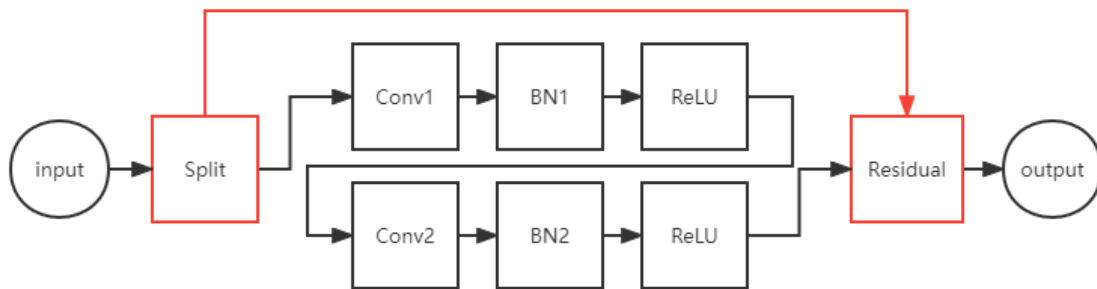 input
Split
Conv1
BN1
ReLU
Conv2
BN2
ReLU
Residual
output